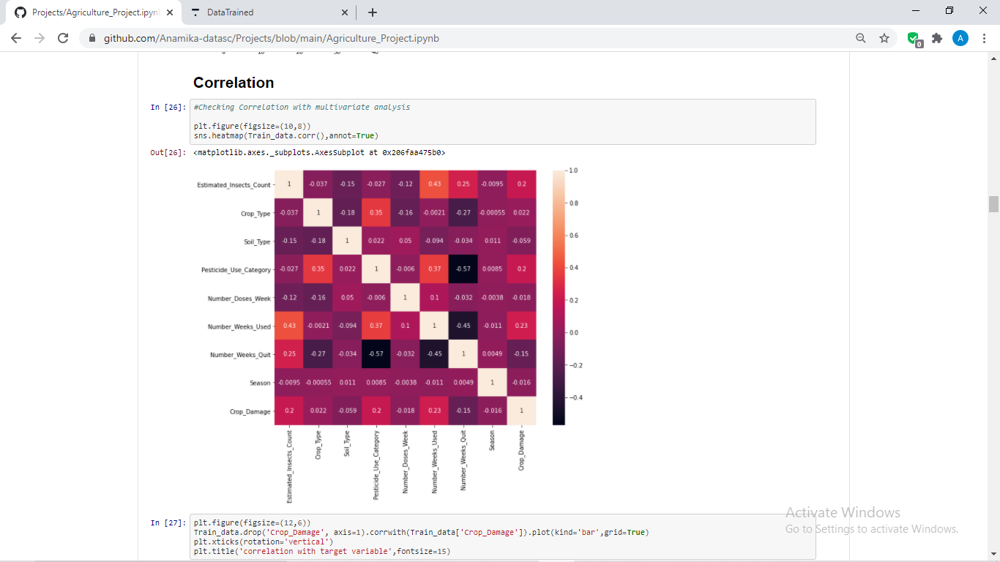 Projects/Agriculture_Project.ipyn
DataTrained
github.com/Anamika-datasc/Projects/blob/main/Agriculture_Project.ipynb
0
A
Correlation
In [26]:
#Checking Correlation with multivariate analysis
plt.figure(figsize=(10,8))
sns.heatmap(Train_data.corr(),annot=True)
Out[26]: <matplotlib.axes._subplots.AxesSubplot at 0x206faa475b0>
Estimated_Insects_Count 1 -0.037 -0.15 -0.027 -0.12 0.43 0.25 -0.0095 0.2
Crop_Type -0.037 1 -0.18 0.35 -0.16 -0.0021 -0.27 -0.00055 0.022
Soil_Type -0.15 -0.18 1 0.022 0.05 -0.094 -0.034 0.011 -0.059
Pesticide_Use_Category -0.027 0.35 0.022 1 -0.006 0.37 -0.57 0.0085 0.2
Number_Doses_Week -0.12 -0.16 0.05 -0.006 1 0.1 -0.032 -0.0038 -0.018
Number_Weeks_Used 0.43 -0.0021 -0.094 0.37 0.1 1 -0.45 -0.011 0.23
Number_Weeks_Quit 0.25 -0.27 -0.034 -0.57 -0.032 -0.45 1 0.0049 -0.15
Season -0.0095 -0.00055 0.011 0.0085 -0.0038 -0.011 0.0049 1 -0.016
Crop_Damage 0.2 0.022 -0.059 0.2 -0.018 0.23 -0.15 -0.016 1
Estimated_Insects_Count
Crop_Type
Soil_Type
Pesticide_Use_Category
Number_Doses_Week
Number_Weeks_Used
Number_Weeks_Quit
Season
Crop_Damage
1.0
0.8
0.6
0.4
0.2
0.0
−0.2
−0.4
In [27]:
plt.figure(figsize=(12,6))
Train_data.drop('Crop_Damage', axis=1).corrwith(Train_data['Crop_Damage']).plot(kind='bar',grid=True)
plt.xticks(rotation='vertical')
plt.title('correlation with target variable',fontsize=15)
Activate Windows
Go to Settings to activate Windows.